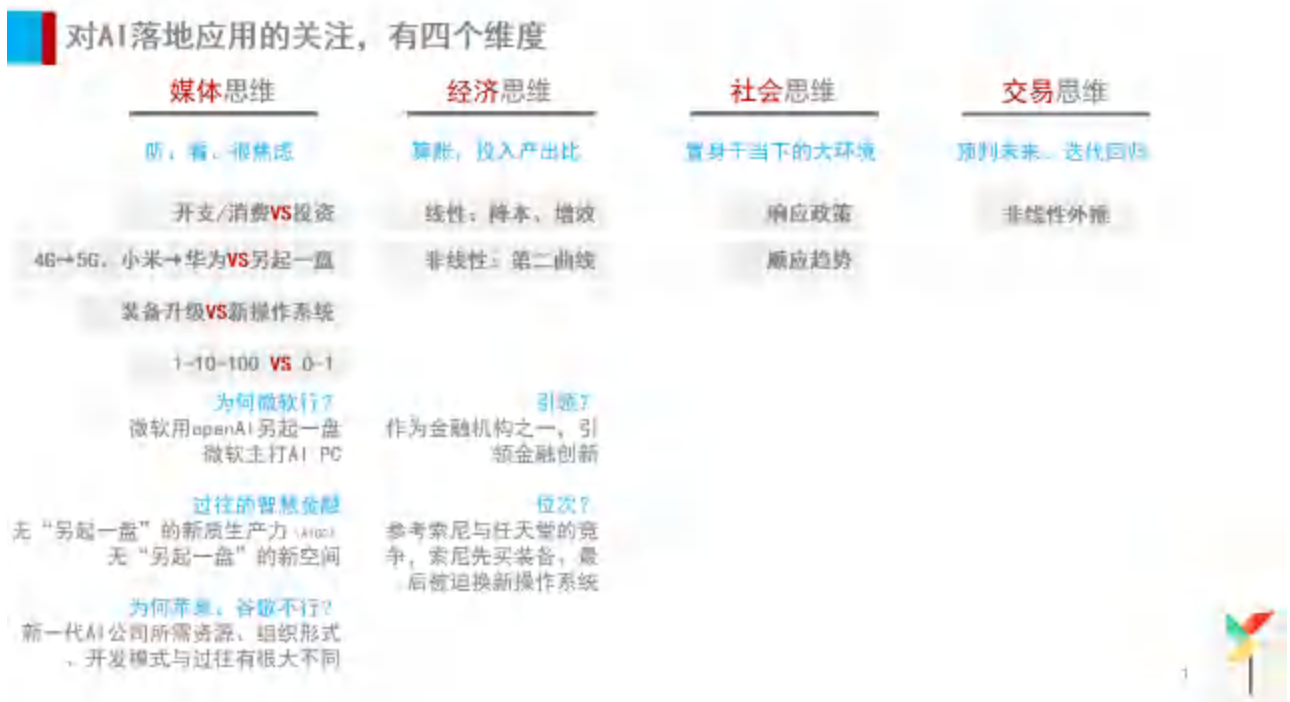 对AI落地应用的关注，有四个维度
媒体思维
防、看、很焦虑
开支/消费VS投资
4G→5G、小米→华为VS另起一盘
装备升级VS新操作系统
1-10-100 VS 0-1
为何微软行？
微软用openAI另起一盘
微软主打AI PC
过往的智慧金融
无“另起一盘”的新质生产力（AIGC）
无“另起一盘”的新空间
为何苹果、谷歌不行？
新一代AI公司所需资源、组织形式
、开发模式与过往有很大不同
经济思维
算账，投入产出比
线性：降本、增效
非线性：第二曲线
引领？
作为金融机构之一，引
领金融创新
位次？
参考索尼与任天堂的竞
争，索尼先买装备，最
后被迫换新操作系统
社会思维
置身于当下的大环境
响应政策
顺应趋势
交易思维
预判未来、迭代回归
非线性外推
1